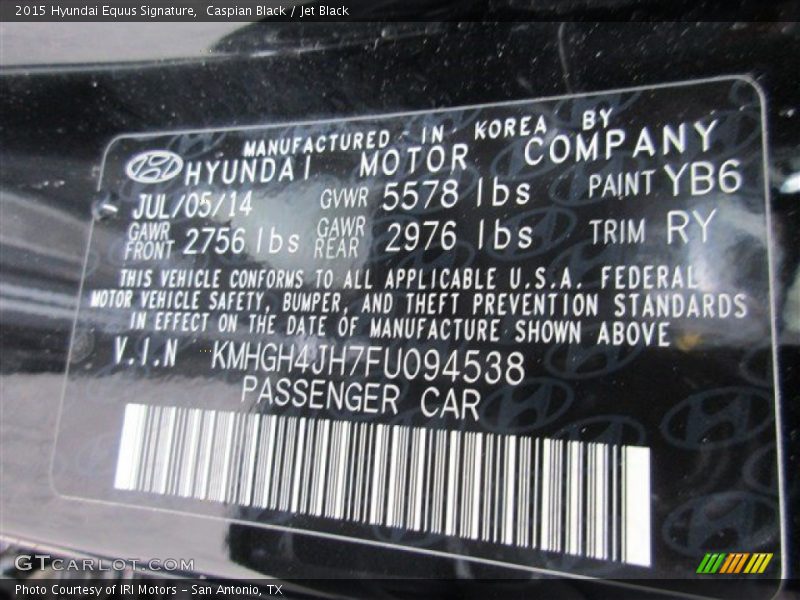 2015 Hyundai Equus Signature,  Caspian Black / Jet Black
MANUFACTURED IN KOREA BY
HYUNDAI MOTOR COMPANY
JUL/05/14 GVWR 5578 lbs PAINT YB6
GAWR FRONT 2756 lbs GAWR REAR 2976 lbs TRIM RY
THIS VEHICLE CONFORMS TO ALL APPLICABLE U.S.A. FEDERAL
MOTOR VEHICLE SAFETY, BUMPER, AND THEFT PREVENTION STANDARDS
IN EFFECT ON THE DATE OF MANUFACTURE SHOWN ABOVE
V.I.N KMHGH4JH7FU094538
PASSENGER CAR
GTCARLOT.COM
Photo Courtesy of IRI Motors - San Antonio, TX